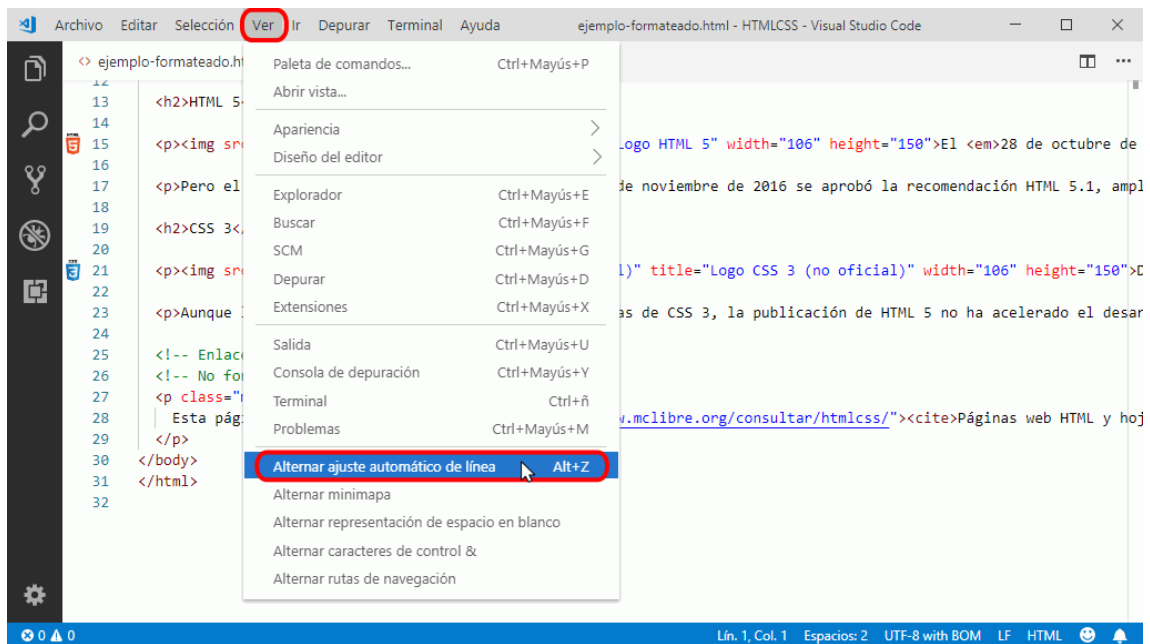 Archivo Editar Selección Ver Ir Depurar Terminal Ayuda ejemplo-formateado.html - HTMLCSS - Visual Studio Code
ejemplo-formateado.ht
Paleta de comandos... Ctrl+Mayús+P
Abrir vista...
Apariencia
Diseño del editor
Explorador Ctrl+Mayús+E
Buscar Ctrl+Mayús+F
SCM Ctrl+Mayús+G
Depurar Ctrl+Mayús+D
Extensiones Ctrl+Mayús+X
Salida Ctrl+Mayús+U
Consola de depuración Ctrl+Mayús+Y
Terminal Ctrl+ñ
Problemas Ctrl+Mayús+M
Alternar ajuste automático de línea Alt+Z
Alternar minimapa
Alternar representación de espacio en blanco
Alternar caracteres de control &
Alternar rutas de navegación
12
13 <h2>HTML 5<
14
15 <p><img src .ogo HTML 5" width="106" height="150">El <em>28 de octubre de
16
17 <p>Pero el de noviembre de 2016 se aprobó la recomendación HTML 5.1, ampl
18
19 <h2>CSS 3</
20
21 <p><img src l)" title="Logo CSS 3 (no oficial)" width="106" height="150">D
22
23 <p>Aunque as de CSS 3, la publicación de HTML 5 no ha acelerado el desar
24
25 <!-- Enlac
26 <!-- No fo
27 <p class="
28 Esta pág w.mclibre.org/consultar/htmlcss/"><cite>Páginas web HTML y hoj
29 </p>
30 </body>
31 </html>
32
0 0 Lín. 1, Col. 1 Espacios: 2 UTF-8 with BOM LF HTML